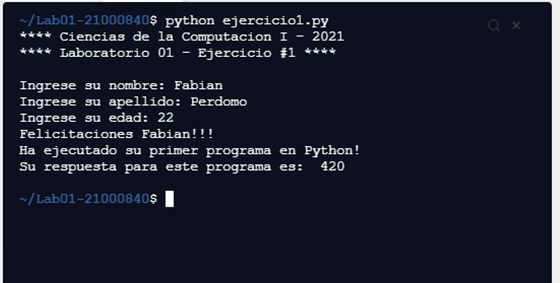 ~/Lab01-21000840$ python ejercicio1.py
**** Ciencias de la Computacion I - 2021
**** Laboratorio 01 - Ejercicio #1 ****
Ingrese su nombre: Fabian
Ingrese su apellido: Perdomo
Ingrese su edad: 22
Felicitaciones Fabian!!!
Ha ejecutado su primer programa en Python!
Su respuesta para este programa es:  420
~/Lab01-21000840$